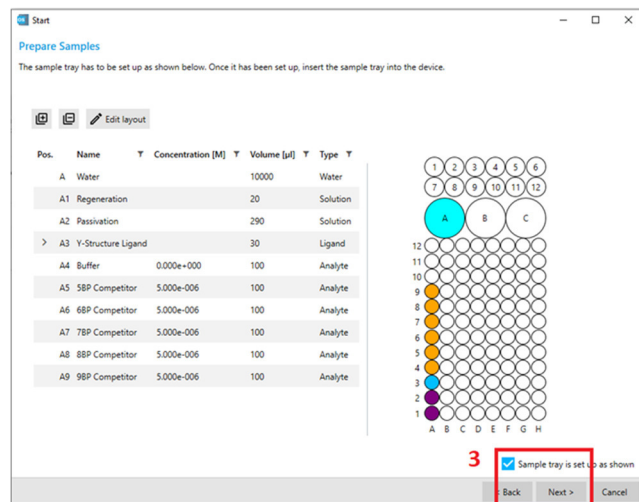 Start
Prepare Samples
The sample tray has to be set up as shown below. Once it has been set up, insert the sample tray into the device.
Edit layout
Pos. Name Concentration [M] Volume [µl] Type
A Water 10000 Water
A1 Regeneration 20 Solution
A2 Passivation 290 Solution
A3 Y-Structure Ligand 30 Ligand
A4 Buffer 0.000e+000 100 Analyte
A5 5BP Competitor 5.000e-006 100 Analyte
A6 6BP Competitor 5.000e-006 100 Analyte
A7 7BP Competitor 5.000e-006 100 Analyte
A8 8BP Competitor 5.000e-006 100 Analyte
A9 9BP Competitor 5.000e-006 100 Analyte
1 2 3 4 5 6
7 8 9 10 11 12
A B C
12
11
10
9
8
7
6
5
4
3
2
1
A B C D E F G H
3
Sample tray is set up as shown
< Back Next > Cancel